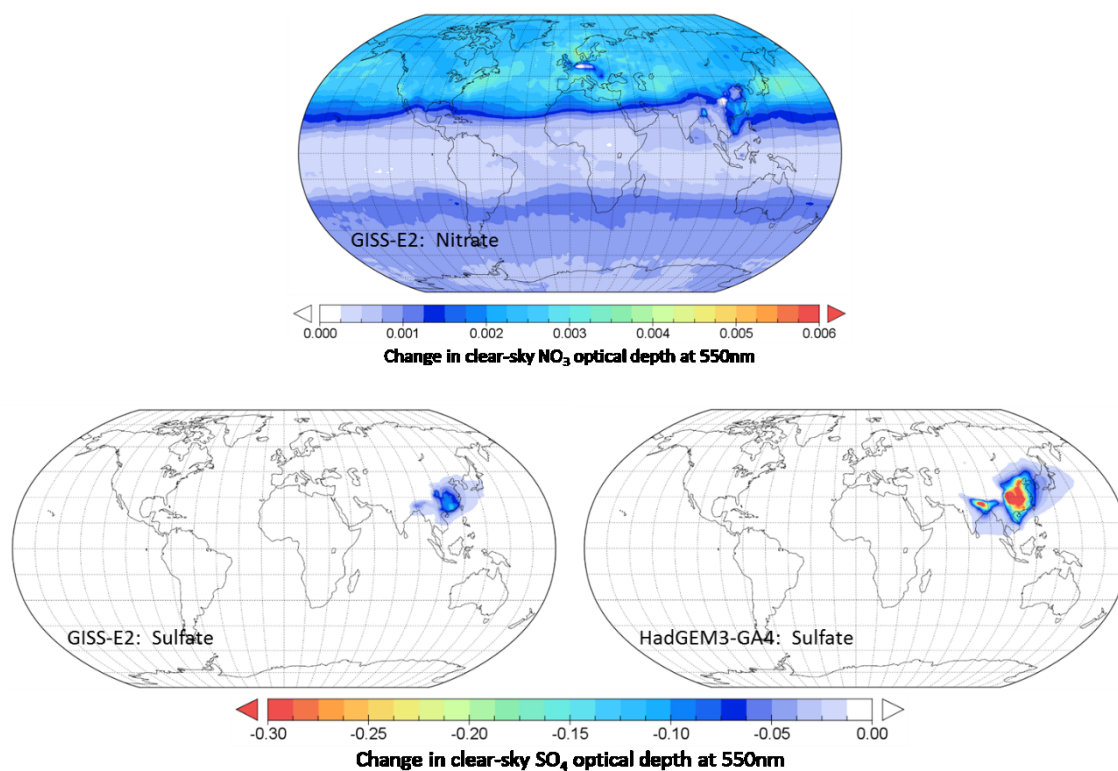 GISS-E2: Nitrate
0.000 0.001 0.002 0.003 0.004 0.005 0.006
Change in clear-sky NO₃ optical depth at 550nm
GISS-E2: Sulfate
HadGEM3-GA4: Sulfate
-0.30 -0.25 -0.20 -0.15 -0.10 -0.05 0.00
Change in clear-sky SO₄ optical depth at 550nm